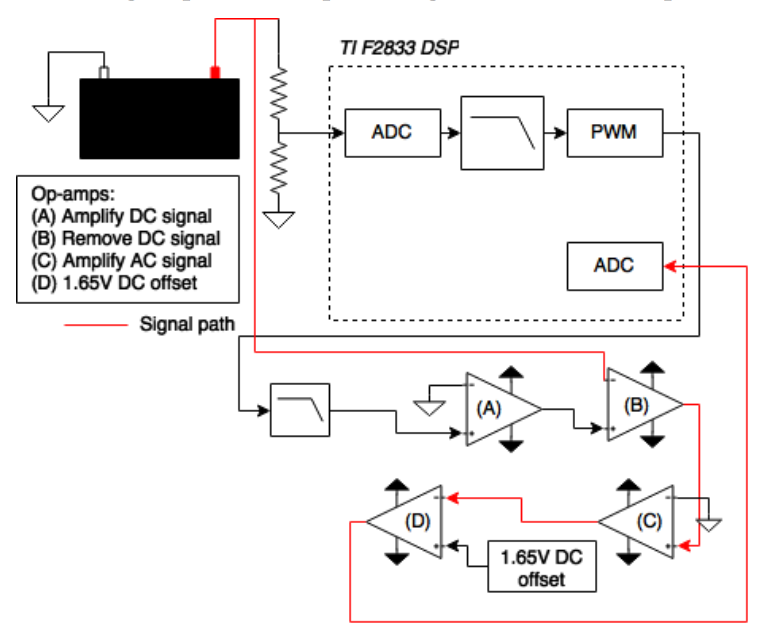 TI F2833 DSP
ADC
PWM
ADC
Op-amps:
(A) Amplify DC signal
(B) Remove DC signal
(C) Amplify AC signal
(D) 1.65V DC offset
Signal path
(A)
(B)
(D)
(C)
1.65V DC
offset